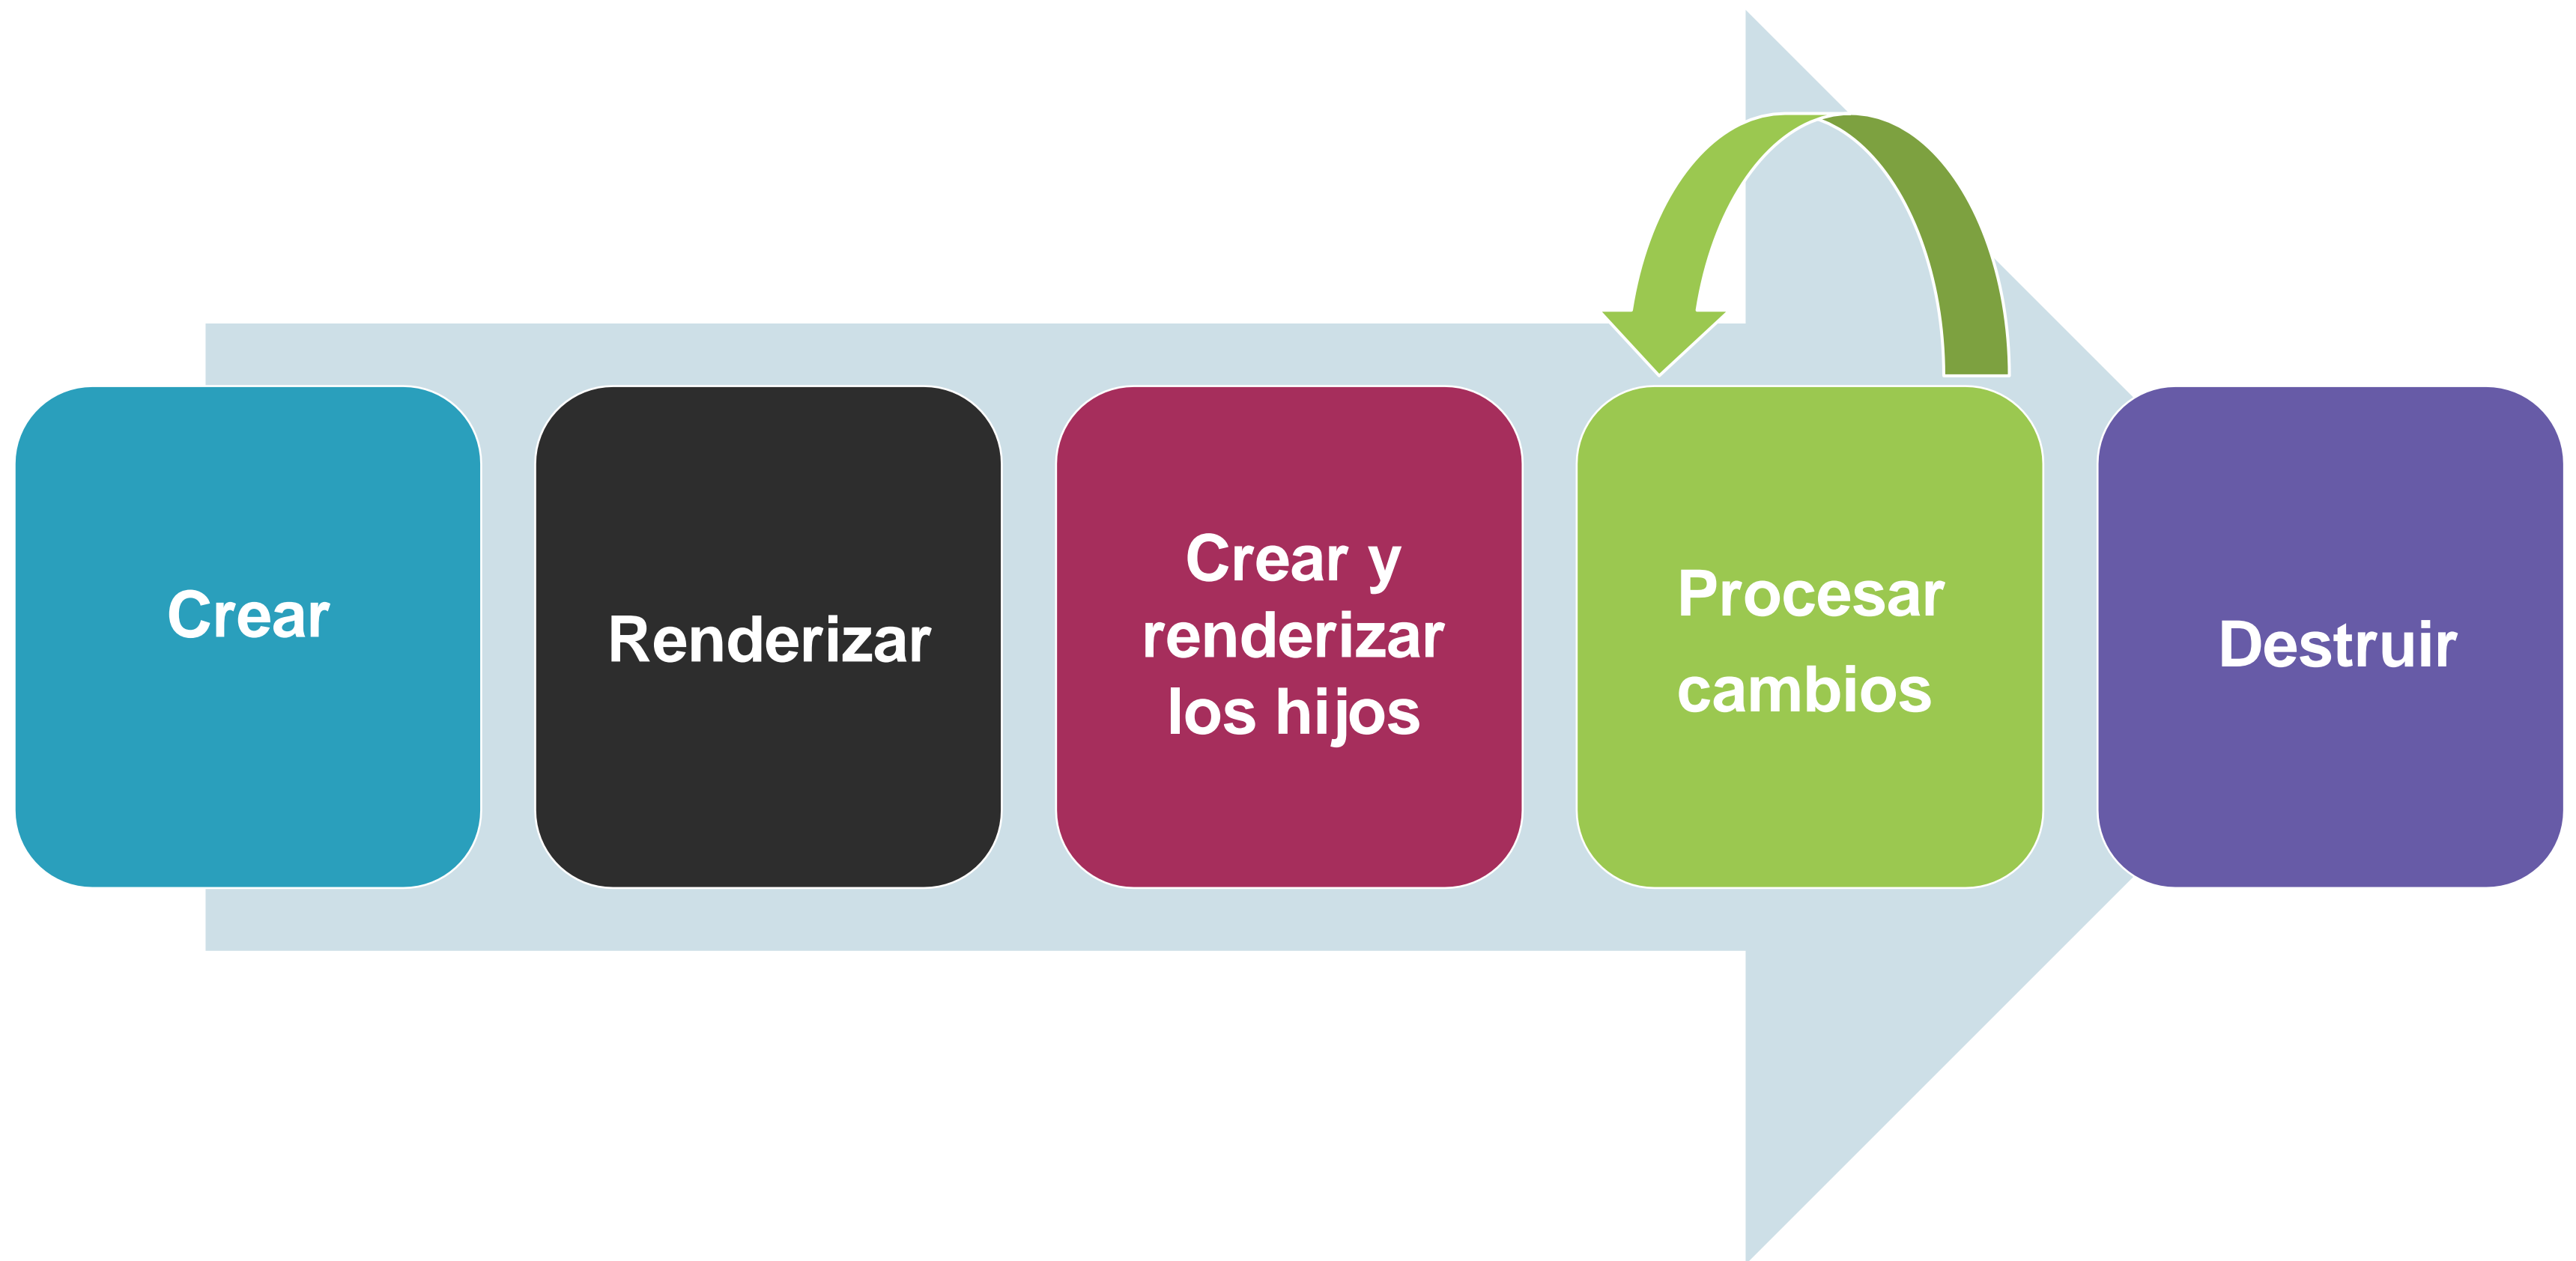 Crear
Renderizar
Crear y
renderizar
los hijos
Procesar
cambios
Destruir